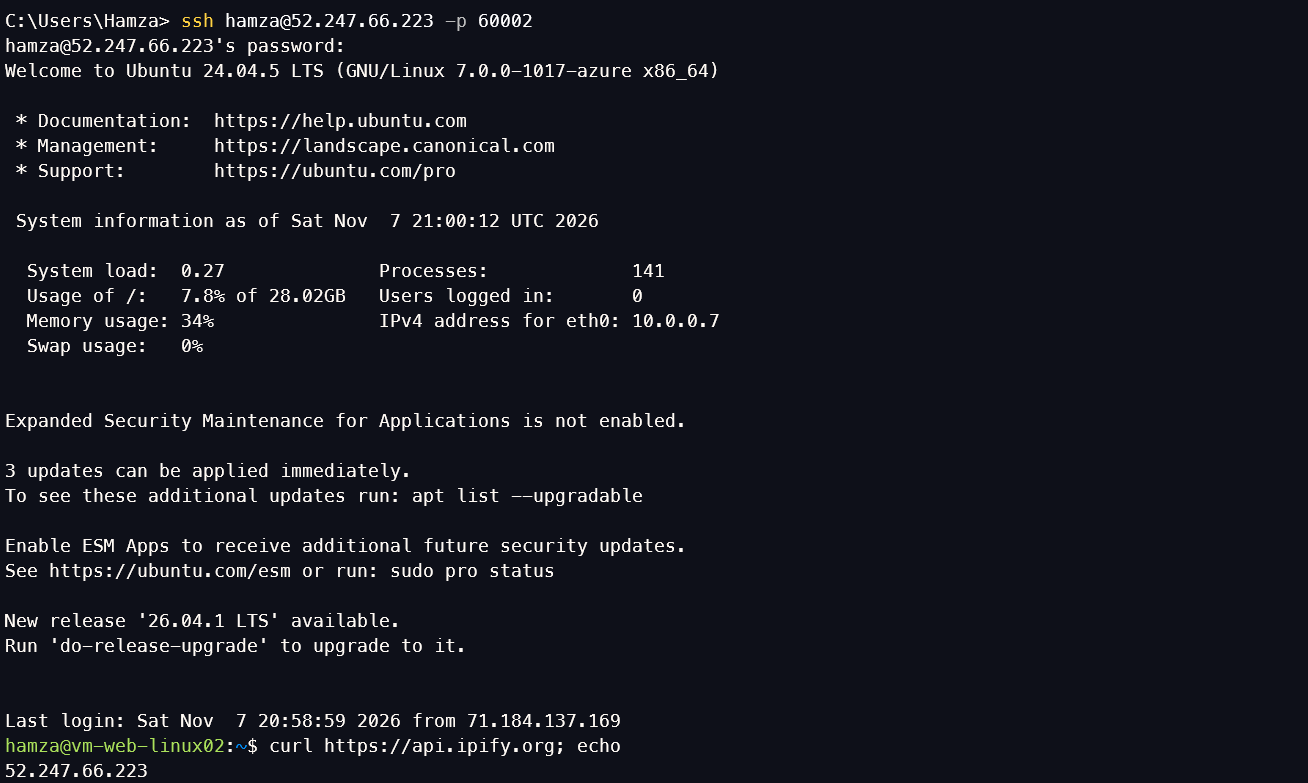 C:\Users\Hamza> ssh hamza@52.247.66.223 -p 60002
hamza@52.247.66.223's password:
Welcome to Ubuntu 24.04.5 LTS (GNU/Linux 7.0.0-1017-azure x86_64)

 * Documentation:  https://help.ubuntu.com
 * Management:     https://landscape.canonical.com
 * Support:        https://ubuntu.com/pro

 System information as of Sat Nov  7 21:00:12 UTC 2026

  System load:  0.27              Processes:             141
  Usage of /:   7.8% of 28.02GB   Users logged in:       0
  Memory usage: 34%               IPv4 address for eth0: 10.0.0.7
  Swap usage:   0%


Expanded Security Maintenance for Applications is not enabled.

3 updates can be applied immediately.
To see these additional updates run: apt list --upgradable

Enable ESM Apps to receive additional future security updates.
See https://ubuntu.com/esm or run: sudo pro status

New release '26.04.1 LTS' available.
Run 'do-release-upgrade' to upgrade to it.


Last login: Sat Nov  7 20:58:59 2026 from 71.184.137.169
hamza@vm-web-linux02:~$ curl https://api.ipify.org; echo
52.247.66.223